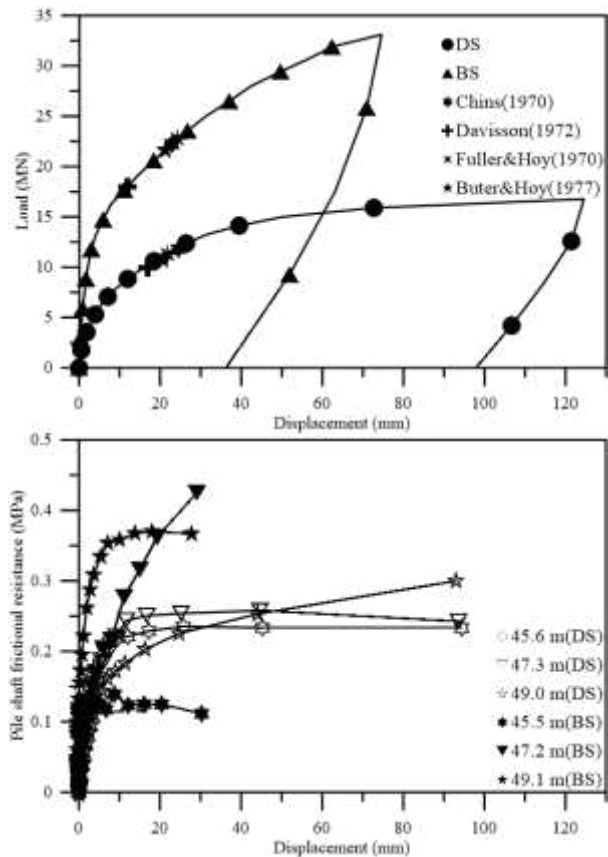 35
30
25
20
15
10
5
0
Load (MN)
DS
BS
Chins(1970)
Davisson(1972)
Fuller&Hoy(1970)
Buter&Hoy(1977)
0 20 40 60 80 100 120
Displacement (mm)
0.5
0.4
0.3
0.2
0.1
0
Pile shaft frictional resistance (MPa)
45.6 m(DS)
47.3 m(DS)
49.0 m(DS)
45.5 m(BS)
47.2 m(BS)
49.1 m(BS)
0 20 40 60 80 100 120
Displacement (mm)